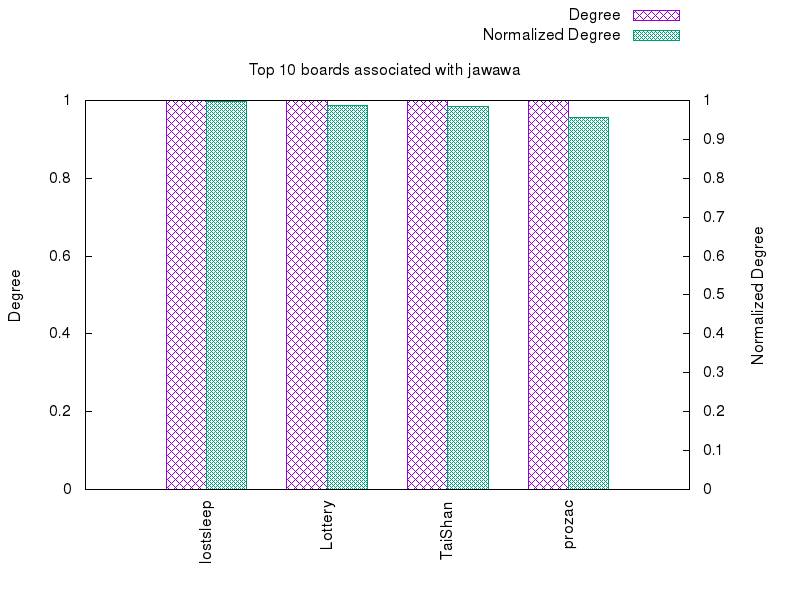 Degree
Normalized Degree
Top 10 boards associated with jawawa
1
0.8
0.6
0.4
0.2
0
1
0.9
0.8
0.7
0.6
0.5
0.4
0.3
0.2
0.1
0
Degree
Normalized Degree
lostsleep
Lottery
TaiShan
prozac